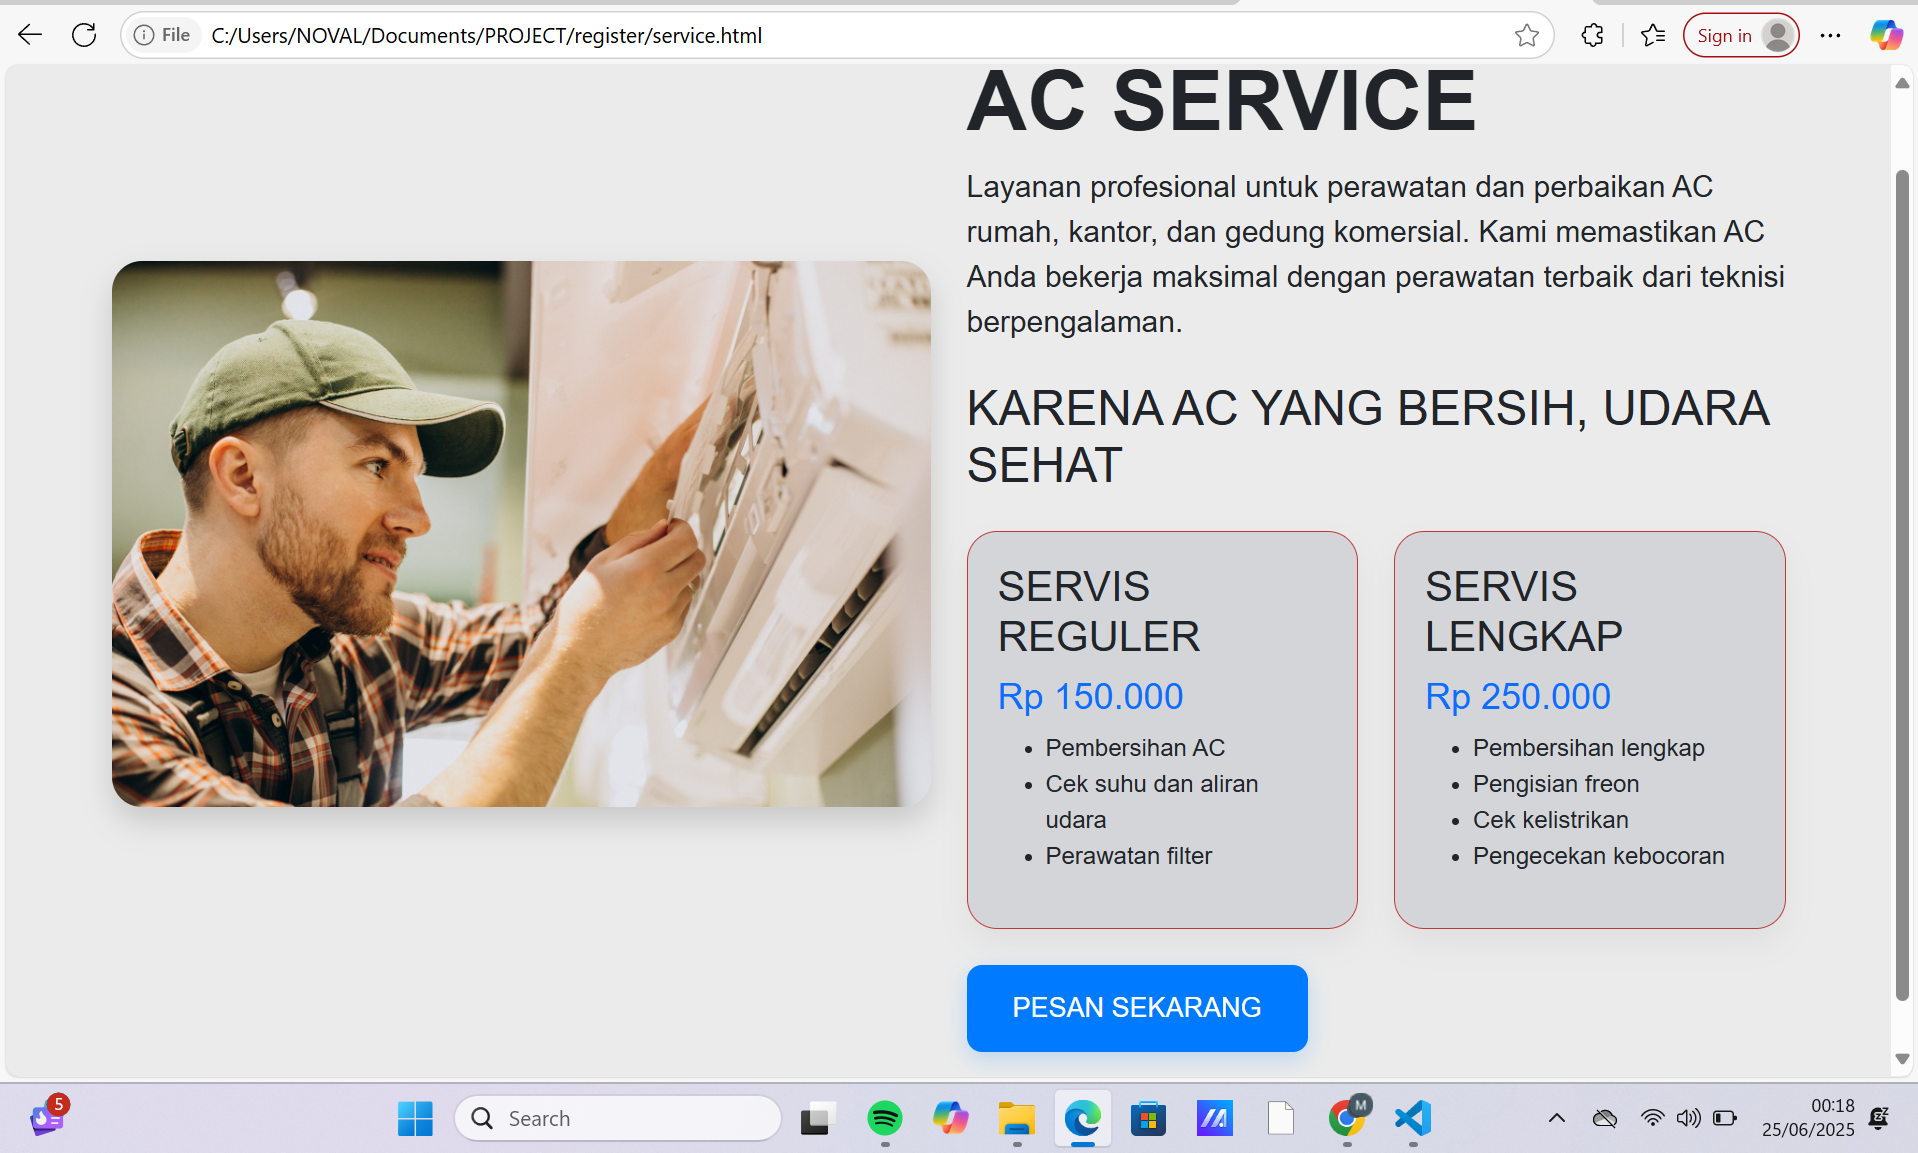 File
C:/Users/NOVAL/Documents/PROJECT/register/service.html
Sign in
AC SERVICE
Layanan profesional untuk perawatan dan perbaikan AC
rumah, kantor, dan gedung komersial. Kami memastikan AC
Anda bekerja maksimal dengan perawatan terbaik dari teknisi
berpengalaman.
KARENA AC YANG BERSIH, UDARA
SEHAT
SERVIS
REGULER
Rp 150.000
• Pembersihan AC
• Cek suhu dan aliran
udara
• Perawatan filter
SERVIS
LENGKAP
Rp 250.000
• Pembersihan lengkap
• Pengisian freon
• Cek kelistrikan
• Pengecekan kebocoran
PESAN SEKARANG
5
Search
M
00:18
25/06/2025